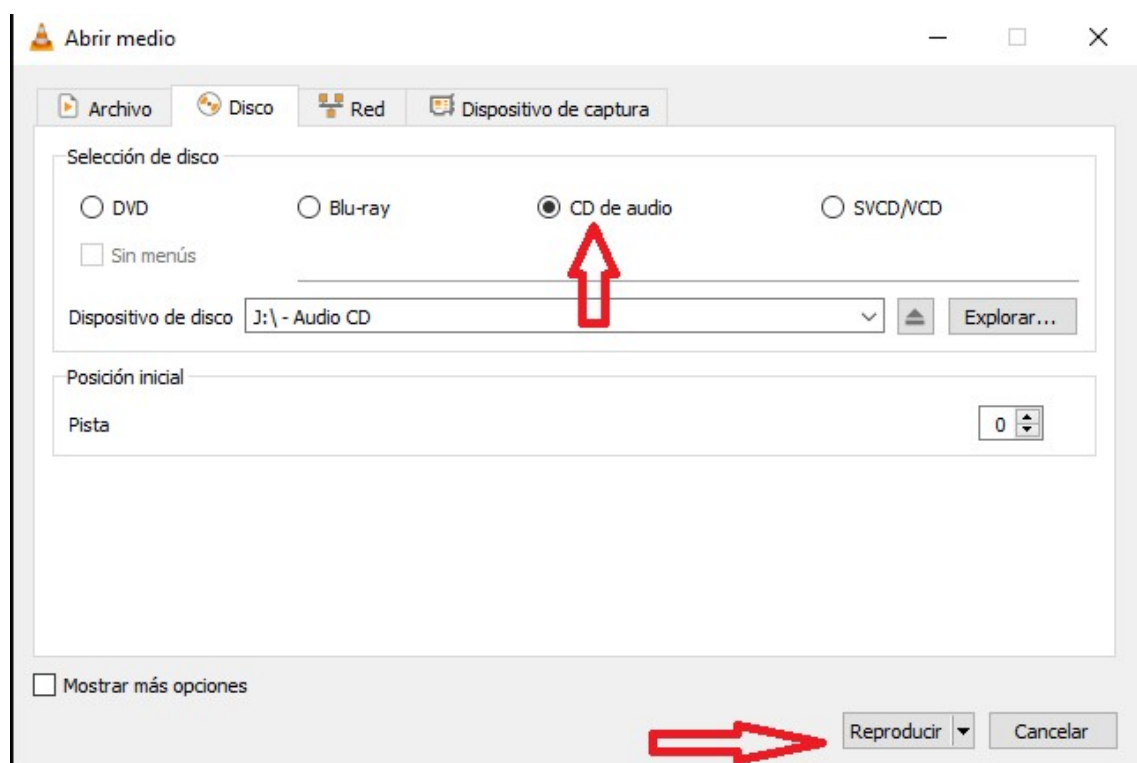 Abrir medio
Archivo Disco Red Dispositivo de captura
Selección de disco
DVD Blu-ray CD de audio SVCD/VCD
Sin menús
Dispositivo de disco J:\ - Audio CD Explorar...
Posición inicial
Pista 0
Mostrar más opciones
Reproducir Cancelar